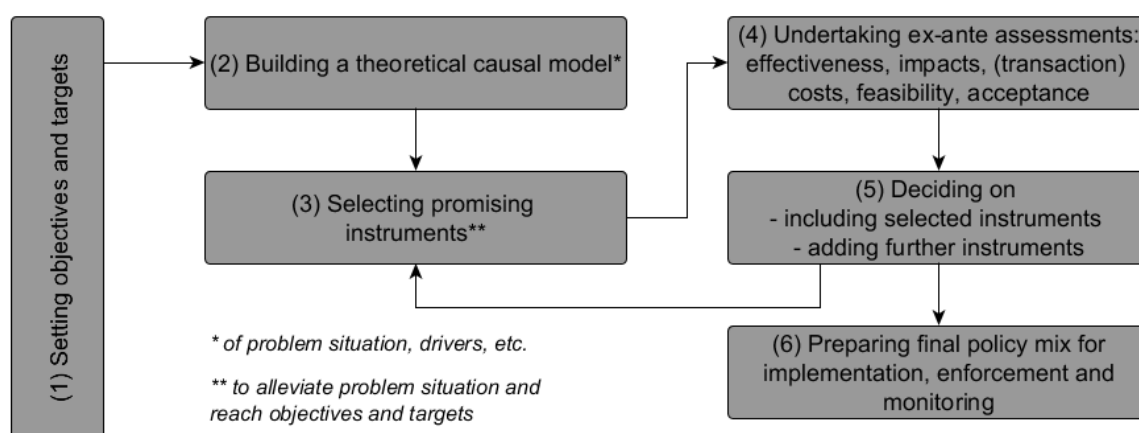 (1) Setting objectives and targets
(2) Building a theoretical causal model*
(3) Selecting promising
instruments**
(4) Undertaking ex-ante assessments:
effectiveness, impacts, (transaction)
costs, feasibility, acceptance
(5) Deciding on
- including selected instruments
- adding further instruments
(6) Preparing final policy mix for
implementation, enforcement and
monitoring
* of problem situation, drivers, etc.
** to alleviate problem situation and
reach objectives and targets